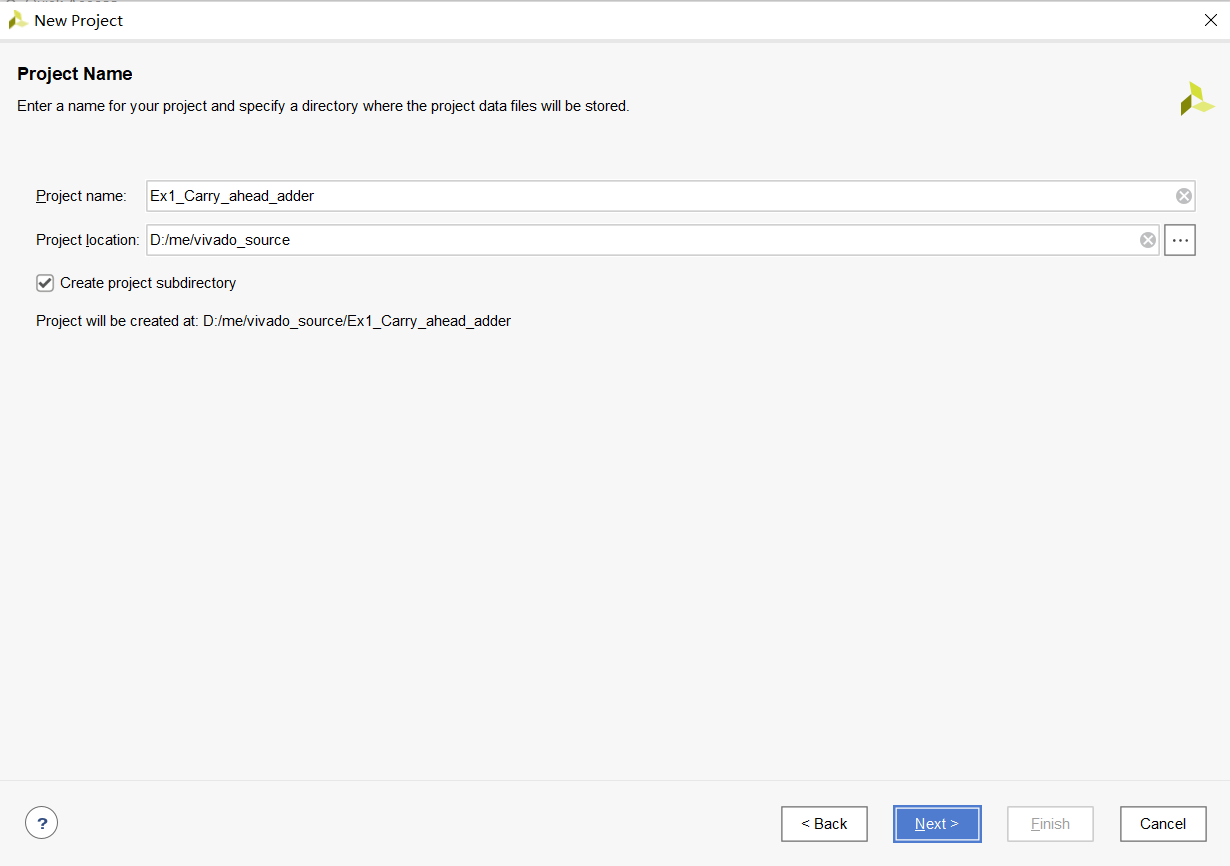 New Project
Project Name
Enter a name for your project and specify a directory where the project data files will be stored.
Project name: Ex1_Carry_ahead_adder
Project location: D:/me/vivado_source
Create project subdirectory
Project will be created at: D:/me/vivado_source/Ex1_Carry_ahead_adder
? < Back Next > Finish Cancel